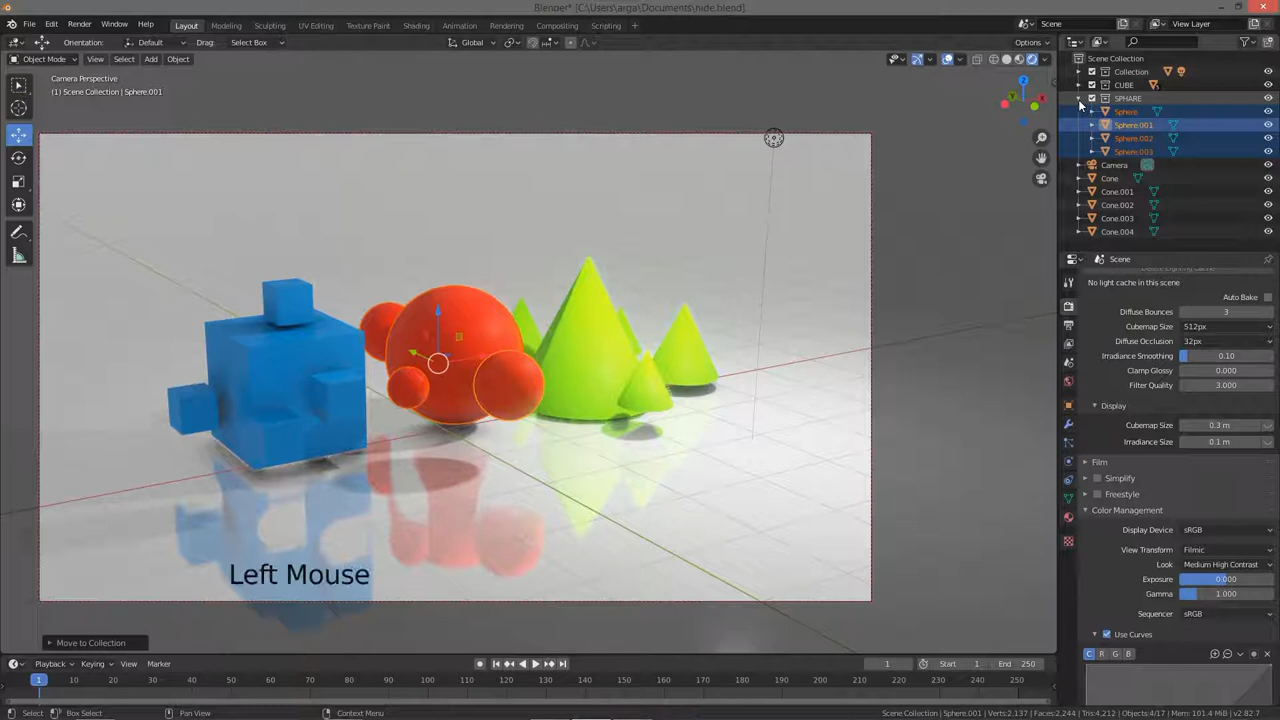 Blender* [C:\Users\arga\Documents\hide.blend]
File Edit Render Window Help Layout Modeling Sculpting UV Editing Texture Paint Shading Animation Rendering Compositing Scripting Scene View Layer
Orientation: Default Drag: Select Box Global Options
Object Mode View Select Add Object
Camera Perspective
(1) Scene Collection | Sphere.001
Scene Collection
Collection
CUBE
SPHARE
Sphere
Sphere.001
Sphere.002
Sphere.003
Camera
Cone
Cone.001
Cone.002
Cone.003
Cone.004
Scene
No light cache in this scene
Auto Bake
Diffuse Bounces 3
Cubemap Size 512px
Diffuse Occlusion 32px
Irradiance Smoothing 0.10
Clamp Glossy 0.000
Filter Quality 3.000
Display
Cubemap Size 0.3 m
Irradiance Size 0.1 m
Film
Simplify
Freestyle
Color Management
Display Device sRGB
View Transform Filmic
Look Medium High Contrast
Exposure 0.000
Gamma 1.000
Sequencer sRGB
Use Curves
C R G B
Left Mouse
Move to Collection
Playback Keying View Marker 1 Start 1 End 250
1 10 20 30 40 50 60 70 80 90 100 110 120 130 140 150 160 170 180 190 200 210 220 230 240 250
Select Box Select Pan View Context Menu Scene Collection | Sphere.001 | Verts:2,137 | Faces:2,244 | Tris:4,212 | Objects:4/17 | Mem: 101.4 MiB | v2.82.7